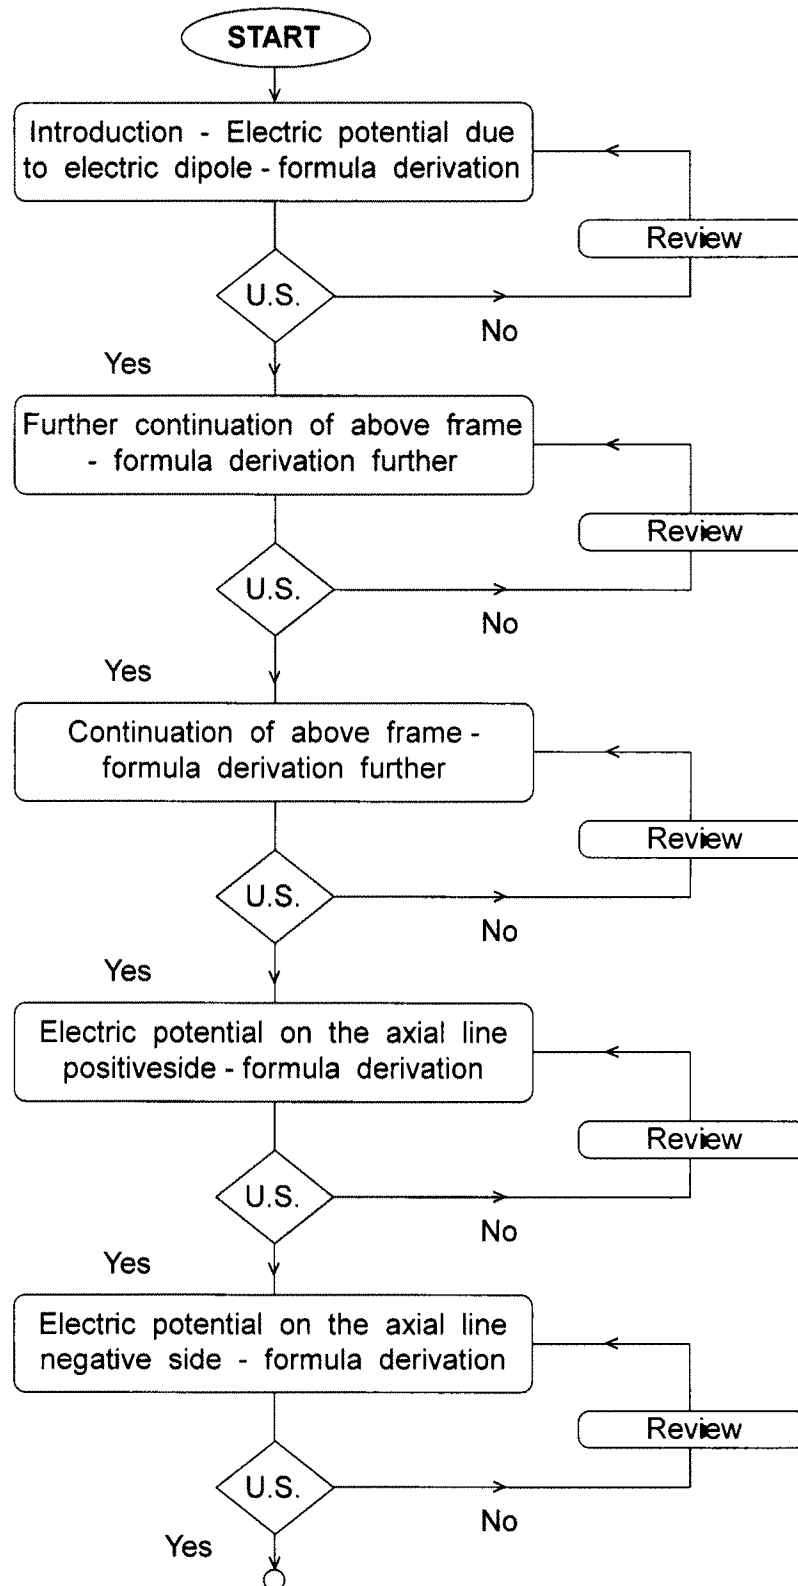 START
Introduction - Electric potential due
to electric dipole - formula derivation
Review
U.S.
No
Yes
Further continuation of above frame
- formula derivation further
Review
U.S.
No
Yes
Continuation of above frame -
formula derivation further
Review
U.S.
No
Yes
Electric potential on the axial line
positiveside - formula derivation
Review
U.S.
No
Yes
Electric potential on the axial line
negative side - formula derivation
Review
U.S.
No
Yes